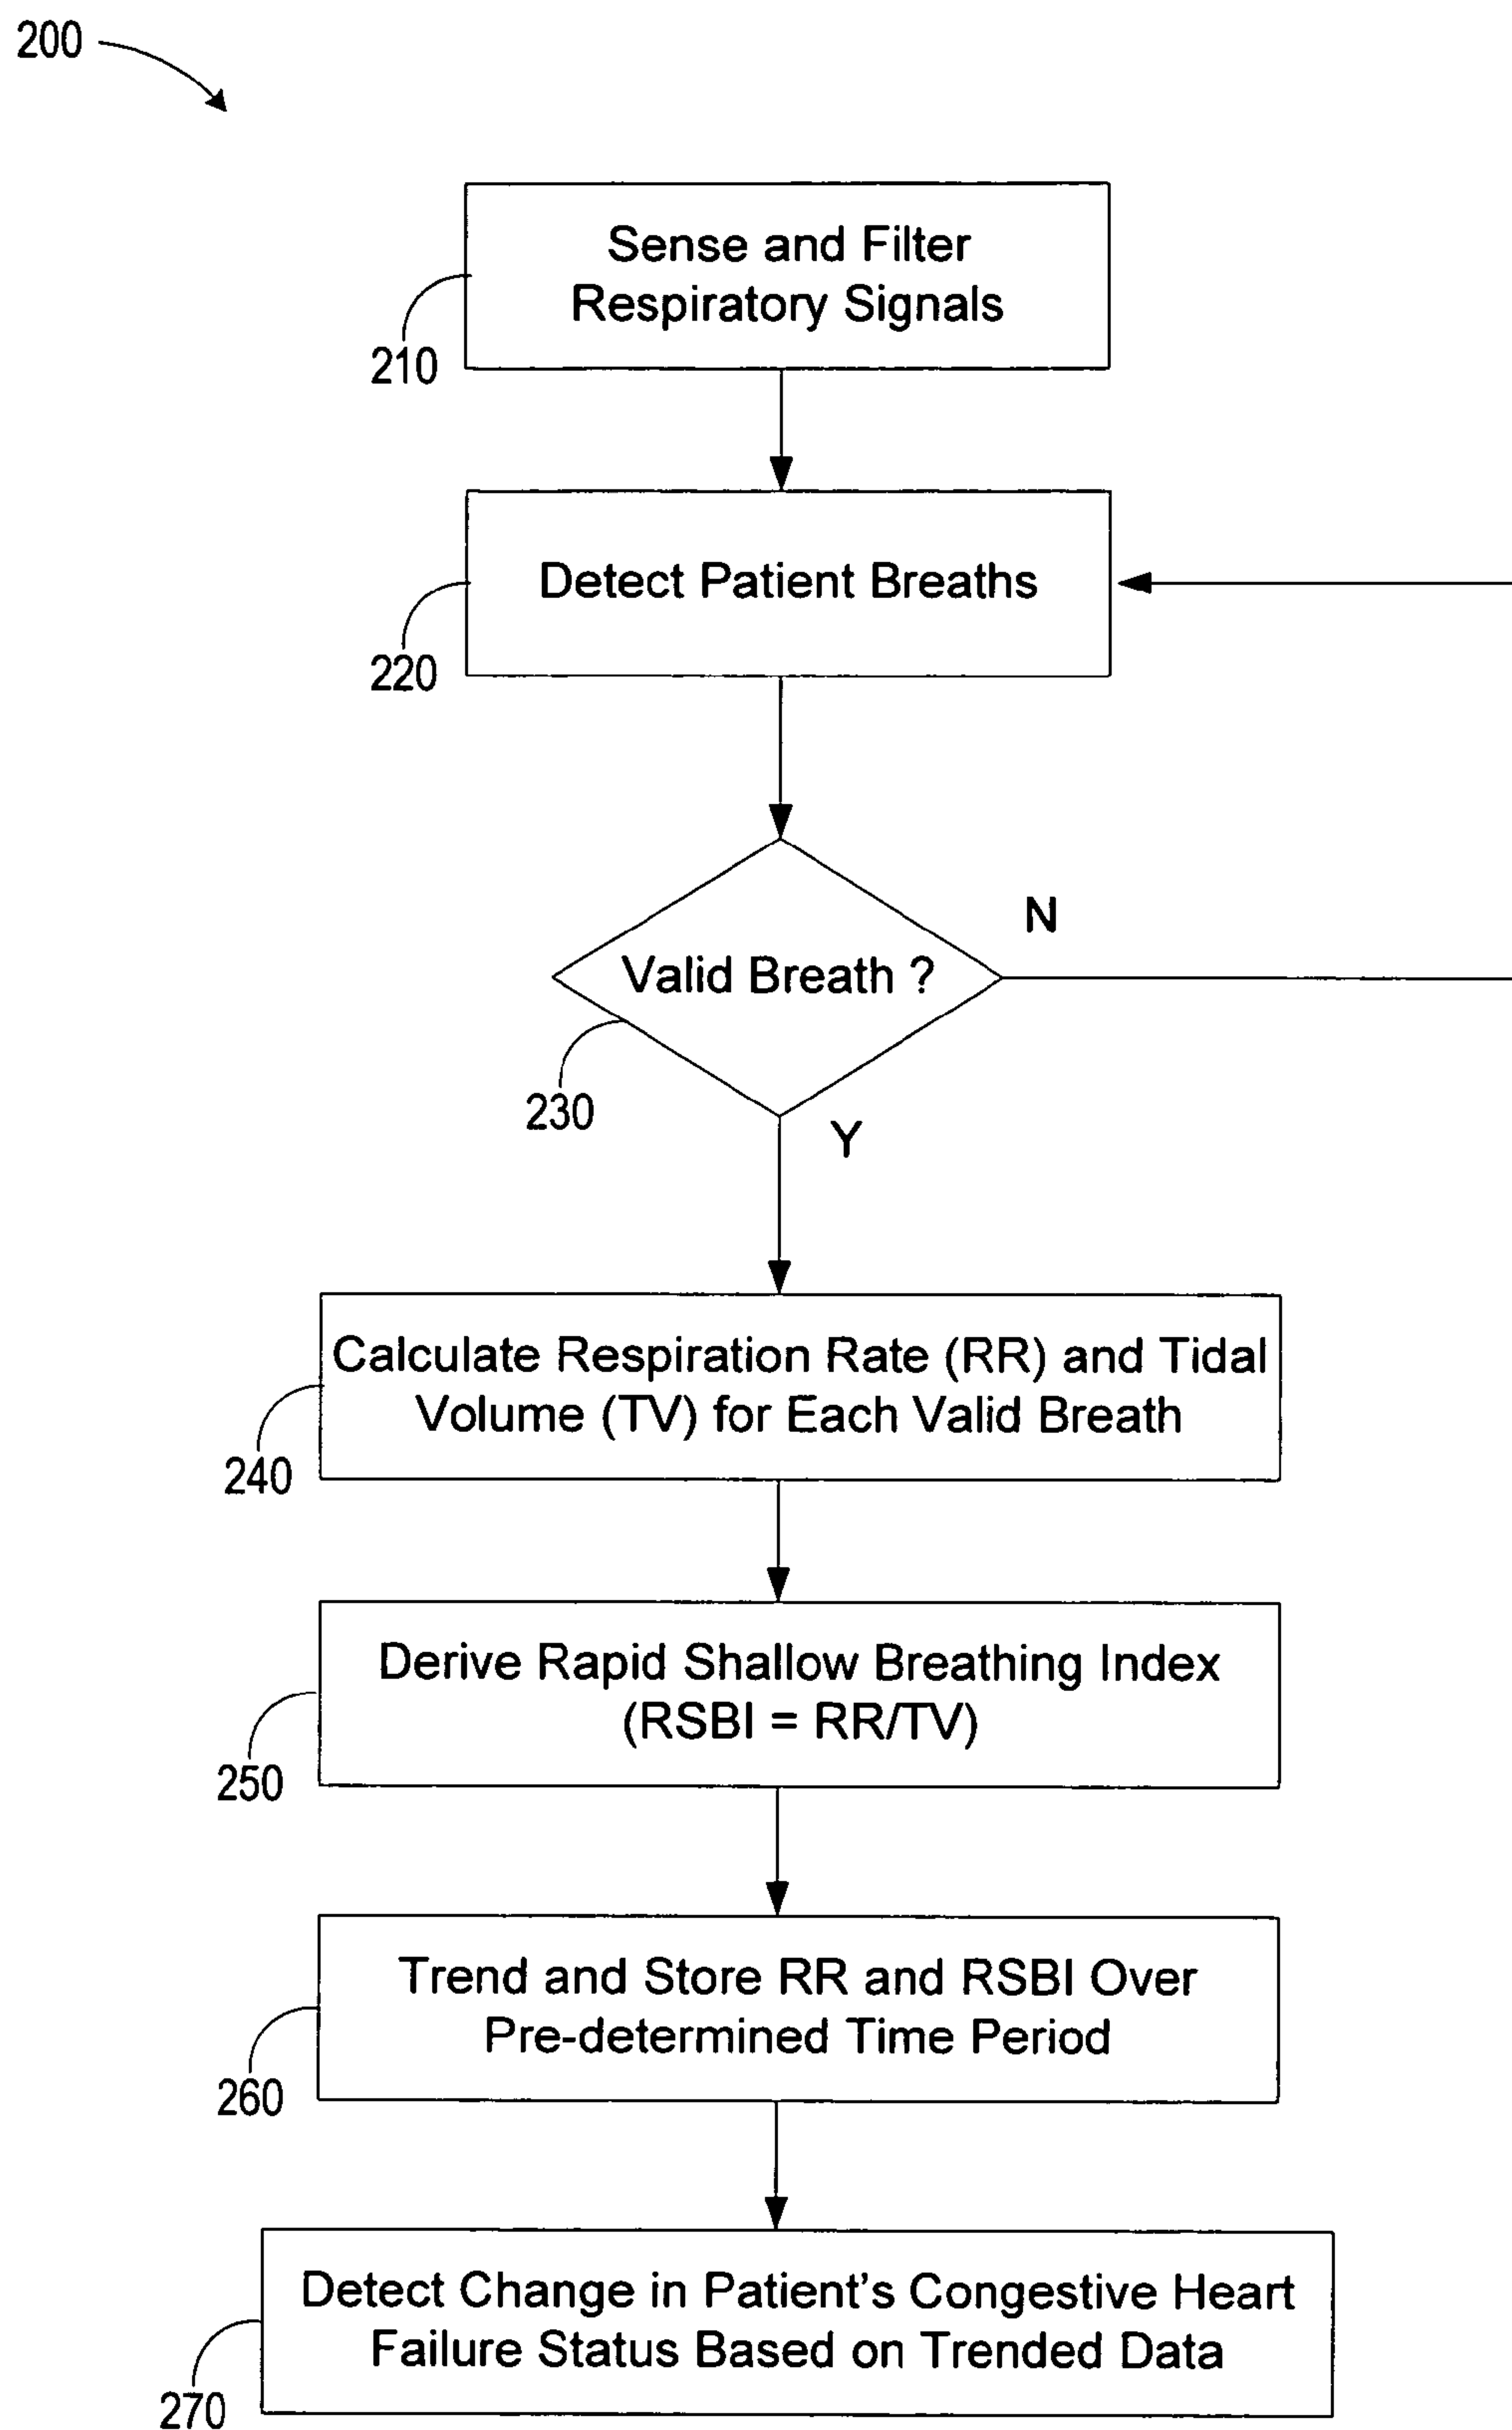 200
Sense and Filter
Respiratory Signals
210
Detect Patient Breaths
220
N
Valid Breath ?
230
Y
Calculate Respiration Rate (RR) and Tidal
Volume (TV) for Each Valid Breath
240
Derive Rapid Shallow Breathing Index
(RSBI = RR/TV)
250
Trend and Store RR and RSBI Over
Pre-determined Time Period
260
Detect Change in Patient's Congestive Heart
Failure Status Based on Trended Data
270